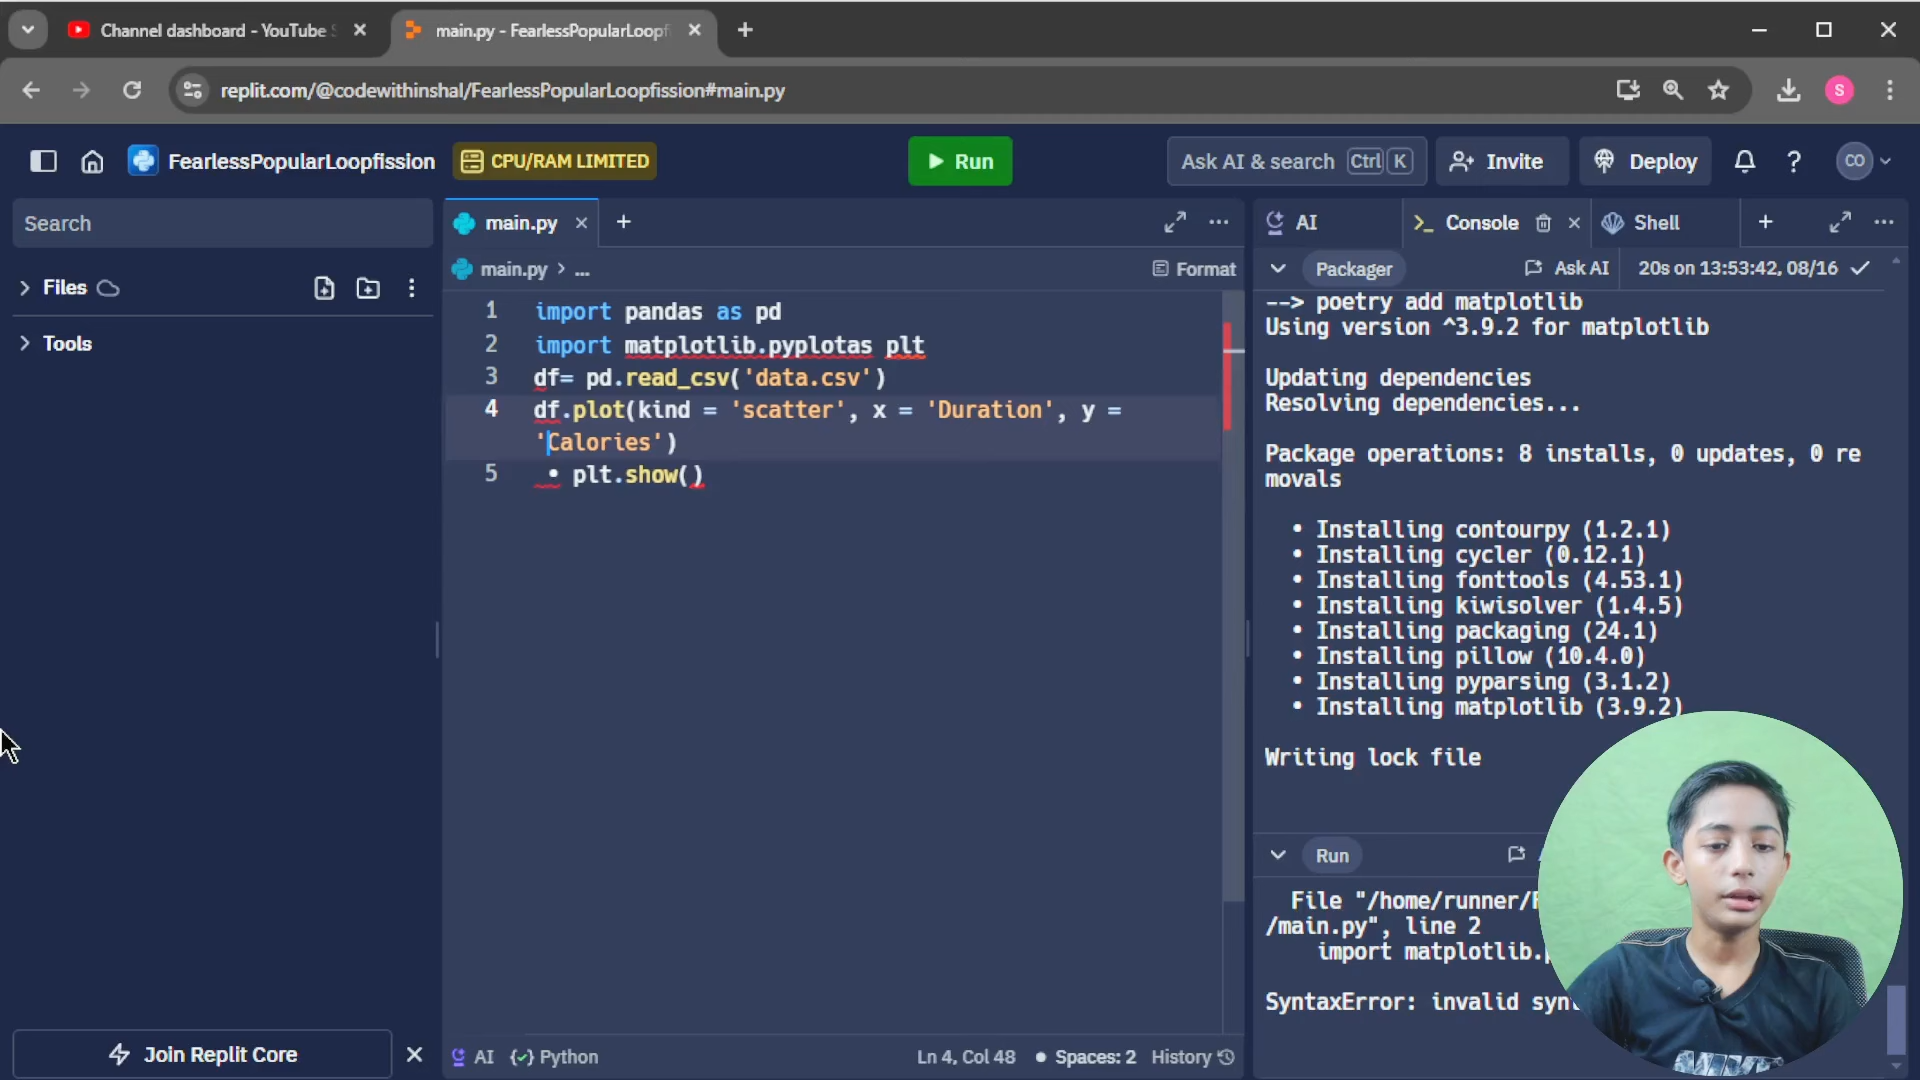 Channel dashboard - YouTube S
main.py - FearlessPopularLoopf
replit.com/@codewithinshal/FearlessPopularLoopfission#main.py
S
FearlessPopularLoopfission
CPU/RAM LIMITED
Run
Ask AI & search Ctrl K
Invite
Deploy
?
CO
Search
Files
Tools
Join Replit Core
main.py
main.py > ...
Format
1 import pandas as pd
2 import matplotlib.pyplotas plt
3 df= pd.read_csv('data.csv')
4 df.plot(kind = 'scatter', x = 'Duration', y =
'Calories')
5 • plt.show()
AI
Python
Ln 4, Col 48
Spaces: 2
History
AI
Console
Shell
Packager
Ask AI
20s on 13:53:42, 08/16
--> poetry add matplotlib
Using version ^3.9.2 for matplotlib
Updating dependencies
Resolving dependencies...
Package operations: 8 installs, 0 updates, 0 re
movals
• Installing contourpy (1.2.1)
• Installing cycler (0.12.1)
• Installing fonttools (4.53.1)
• Installing kiwisolver (1.4.5)
• Installing packaging (24.1)
• Installing pillow (10.4.0)
• Installing pyparsing (3.1.2)
• Installing matplotlib (3.9.2)
Writing lock file
Run
File "/home/runner/F
/main.py", line 2
import matplotlib.p
SyntaxError: invalid synt